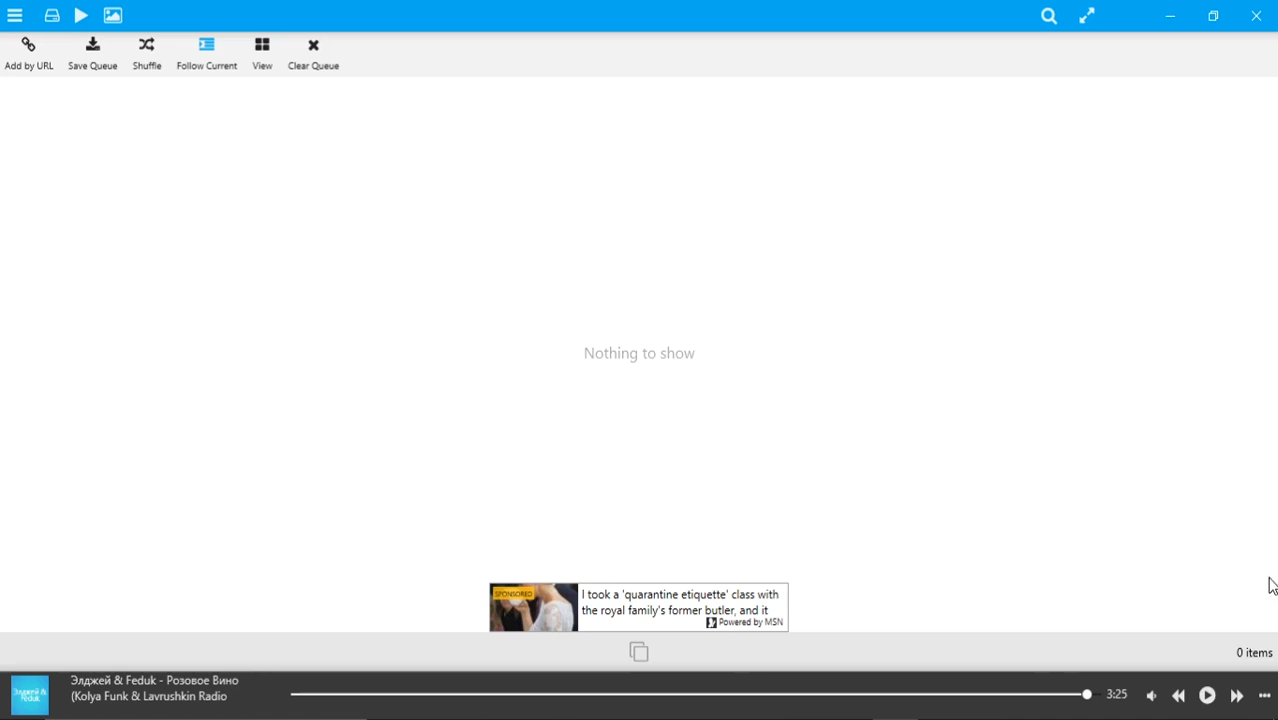 Add by URL Save Queue Shuffle Follow Current View Clear Queue
Nothing to show
SPONSORED
I took a 'quarantine etiquette' class with
the royal family's former butler, and it
Powered by MSN
0 items
Элджей &
Feduk
Элджей & Feduk - Розовое Вино
(Kolya Funk & Lavrushkin Radio
3:25